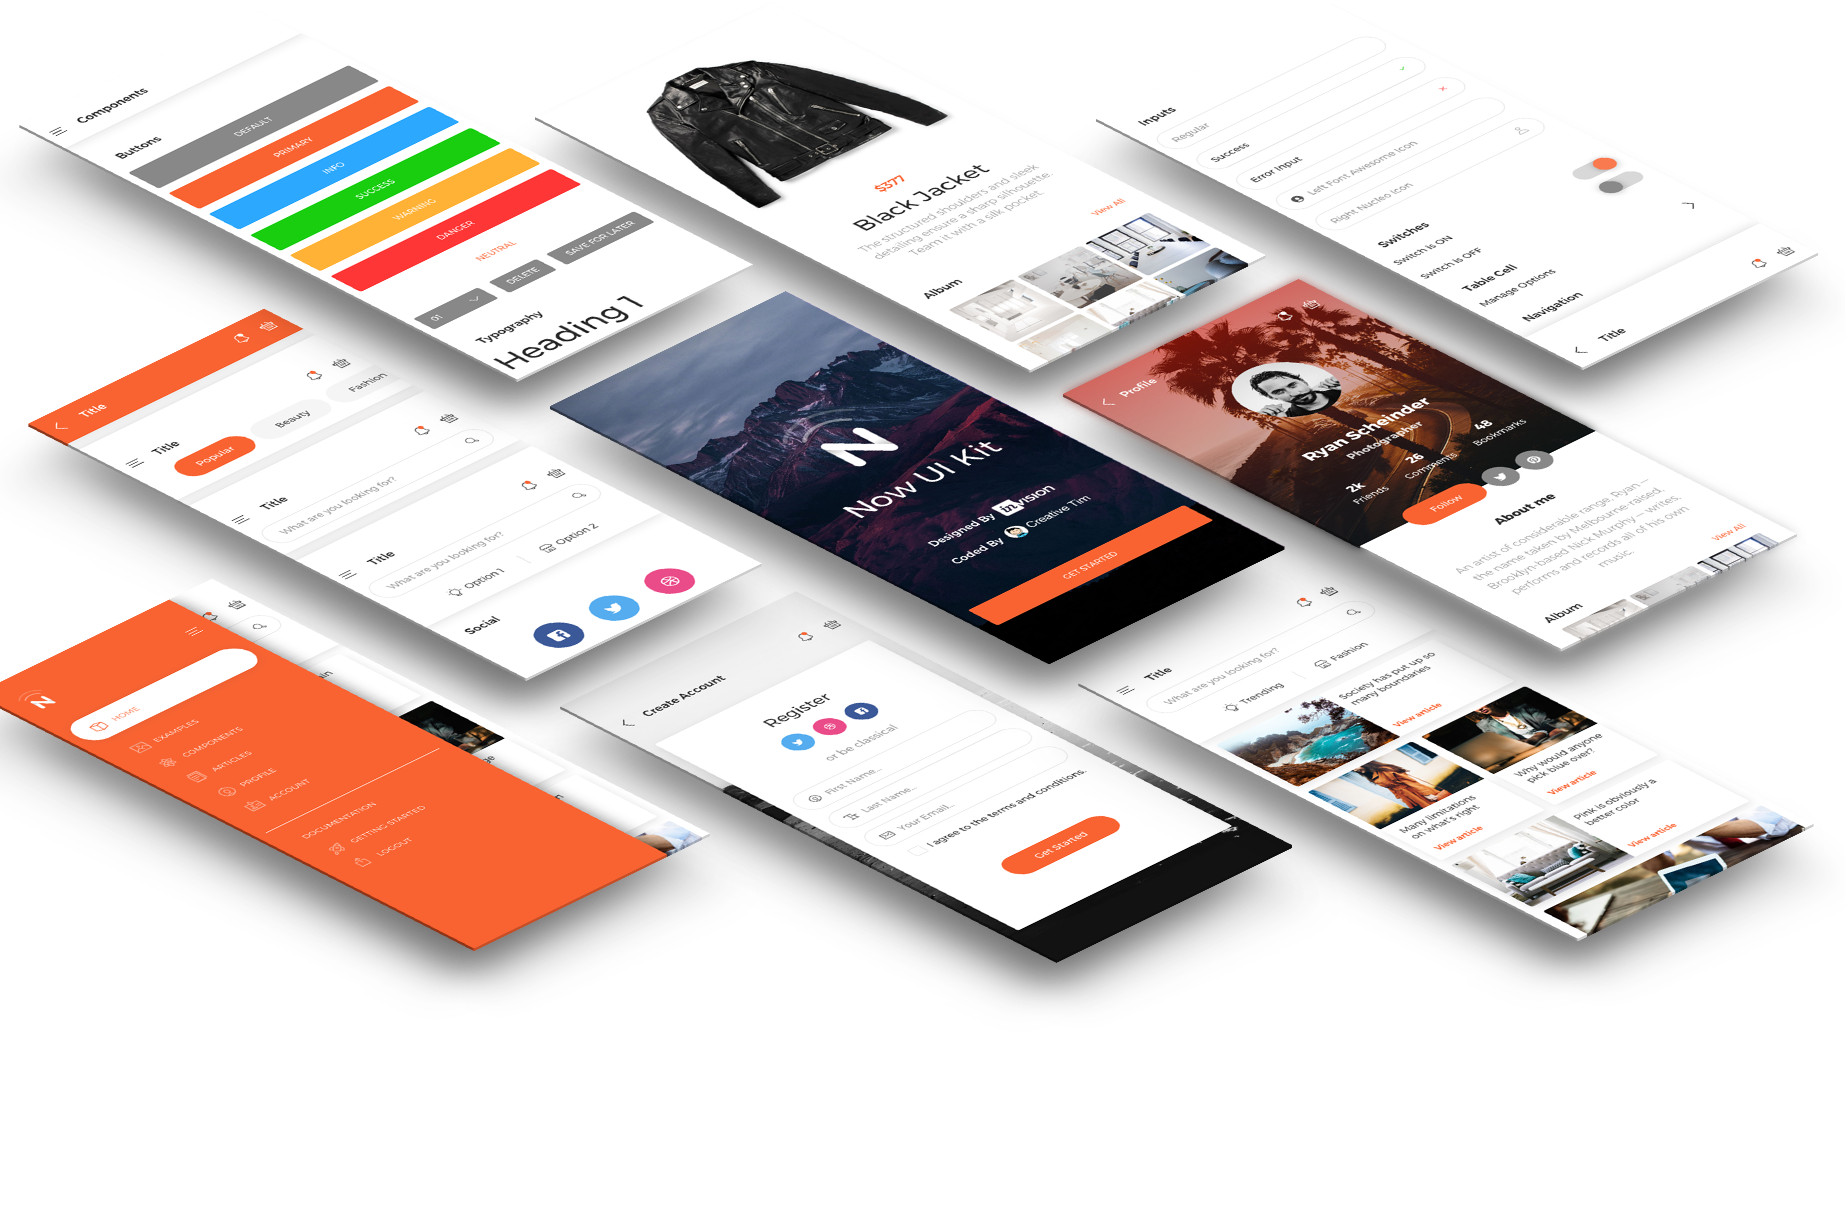 Components
Buttons
DEFAULT
PRIMARY
INFO
SUCCESS
WARNING
DANGER
NEUTRAL
01
DELETE
SAVE FOR LATER
Typography
Heading 1
$377
Black Jacket
The structured shoulders and sleek
detailing ensure a sharp silhouette.
Team it with a silk pocket
View All
Album
Inputs
Regular
Success
Error Input
Left Font Awesome Icon
Right Nucleo Icon
Switches
Switch is ON
Switch is OFF
Table Cell
Manage Options
Navigation
Title
Title
Title
Popular
Beauty
Fashion
Title
What are you looking for?
Title
What are you looking for?
Option 1
Option 2
Social
N
Now UI Kit
Designed By inVISION
Coded By Creative Tim
GET STARTED
Profile
Ryan Scheinder
Photographer
2k
Friends
26
Comments
48
Bookmarks
Follow
About me
An artist of considerable range, Ryan —
the name taken by Melbourne-raised,
Brooklyn-based Nick Murphy — writes,
performs and records all of his own
music.
View All
Album
N
HOME
EXAMPLES
COMPONENTS
ARTICLES
PROFILE
ACCOUNT
DOCUMENTATION
GETTING STARTED
LOGOUT
Create Account
Register
or be classical
First Name...
Last Name...
Your Email...
I agree to the terms and conditions.
Get Started
Title
What are you looking for?
Trending
Fashion
Society has put up so
many boundaries
View article
Many limitations
on what's right
View article
Why would anyone
pick blue over?
View article
Pink is obviously a
better color
View article